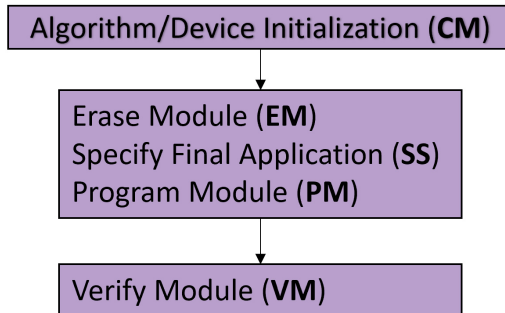 Algorithm/Device Initialization (CM)
Erase Module (EM)
Specify Final Application (SS)
Program Module (PM)
Verify Module (VM)